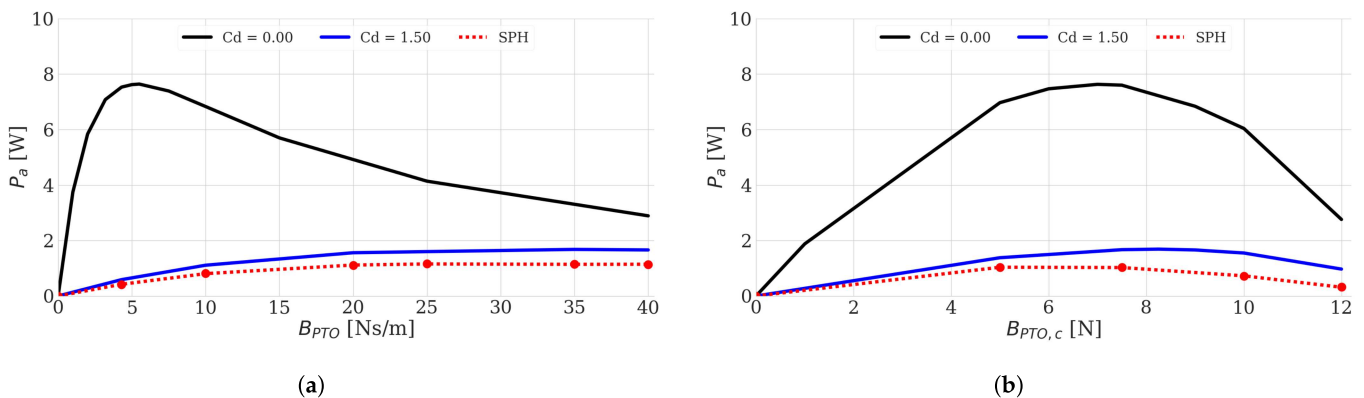 10
8
6
4
2
0
P_a [W]
Cd = 0.00 Cd = 1.50 SPH
0 5 10 15 20 25 30 35 40
B_PTO [Ns/m]
(a)
10
8
6
4
2
0
P_a [W]
Cd = 0.00 Cd = 1.50 SPH
0 2 4 6 8 10 12
B_PTO,c [N]
(b)